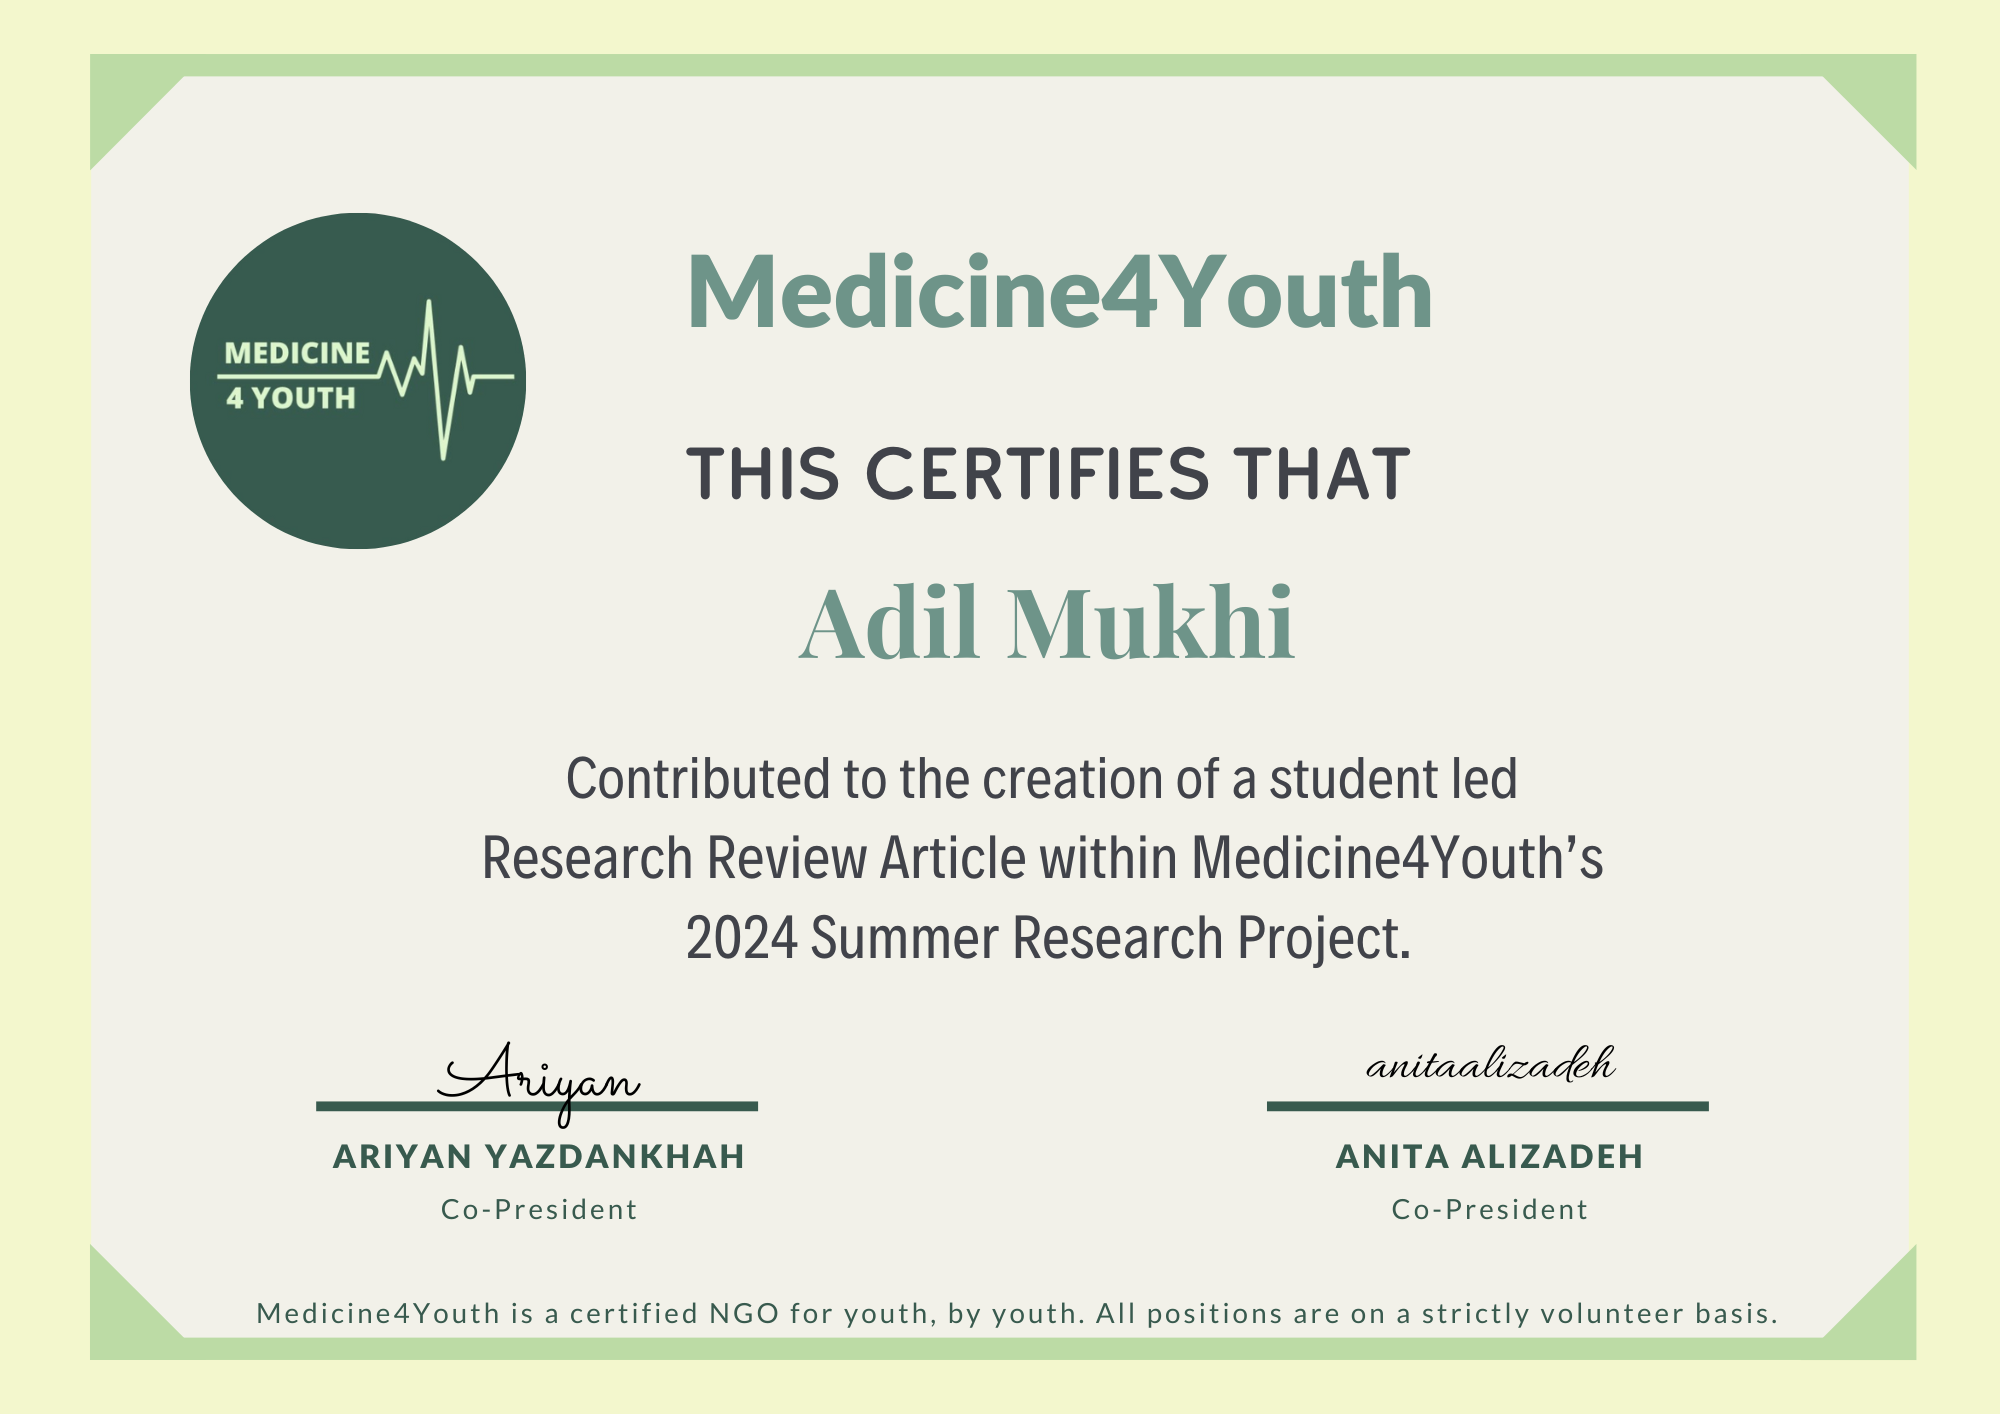 MEDICINE
4 YOUTH
Medicine4Youth
THIS CERTIFIES THAT
Adil Mukhi
Contributed to the creation of a student led
Research Review Article within Medicine4Youth’s
2024 Summer Research Project.
Ariyan
ARIYAN YAZDANKHAH
Co-President
anitaalizadeh
ANITA ALIZADEH
Co-President
Medicine4Youth is a certified NGO for youth, by youth. All positions are on a strictly volunteer basis.